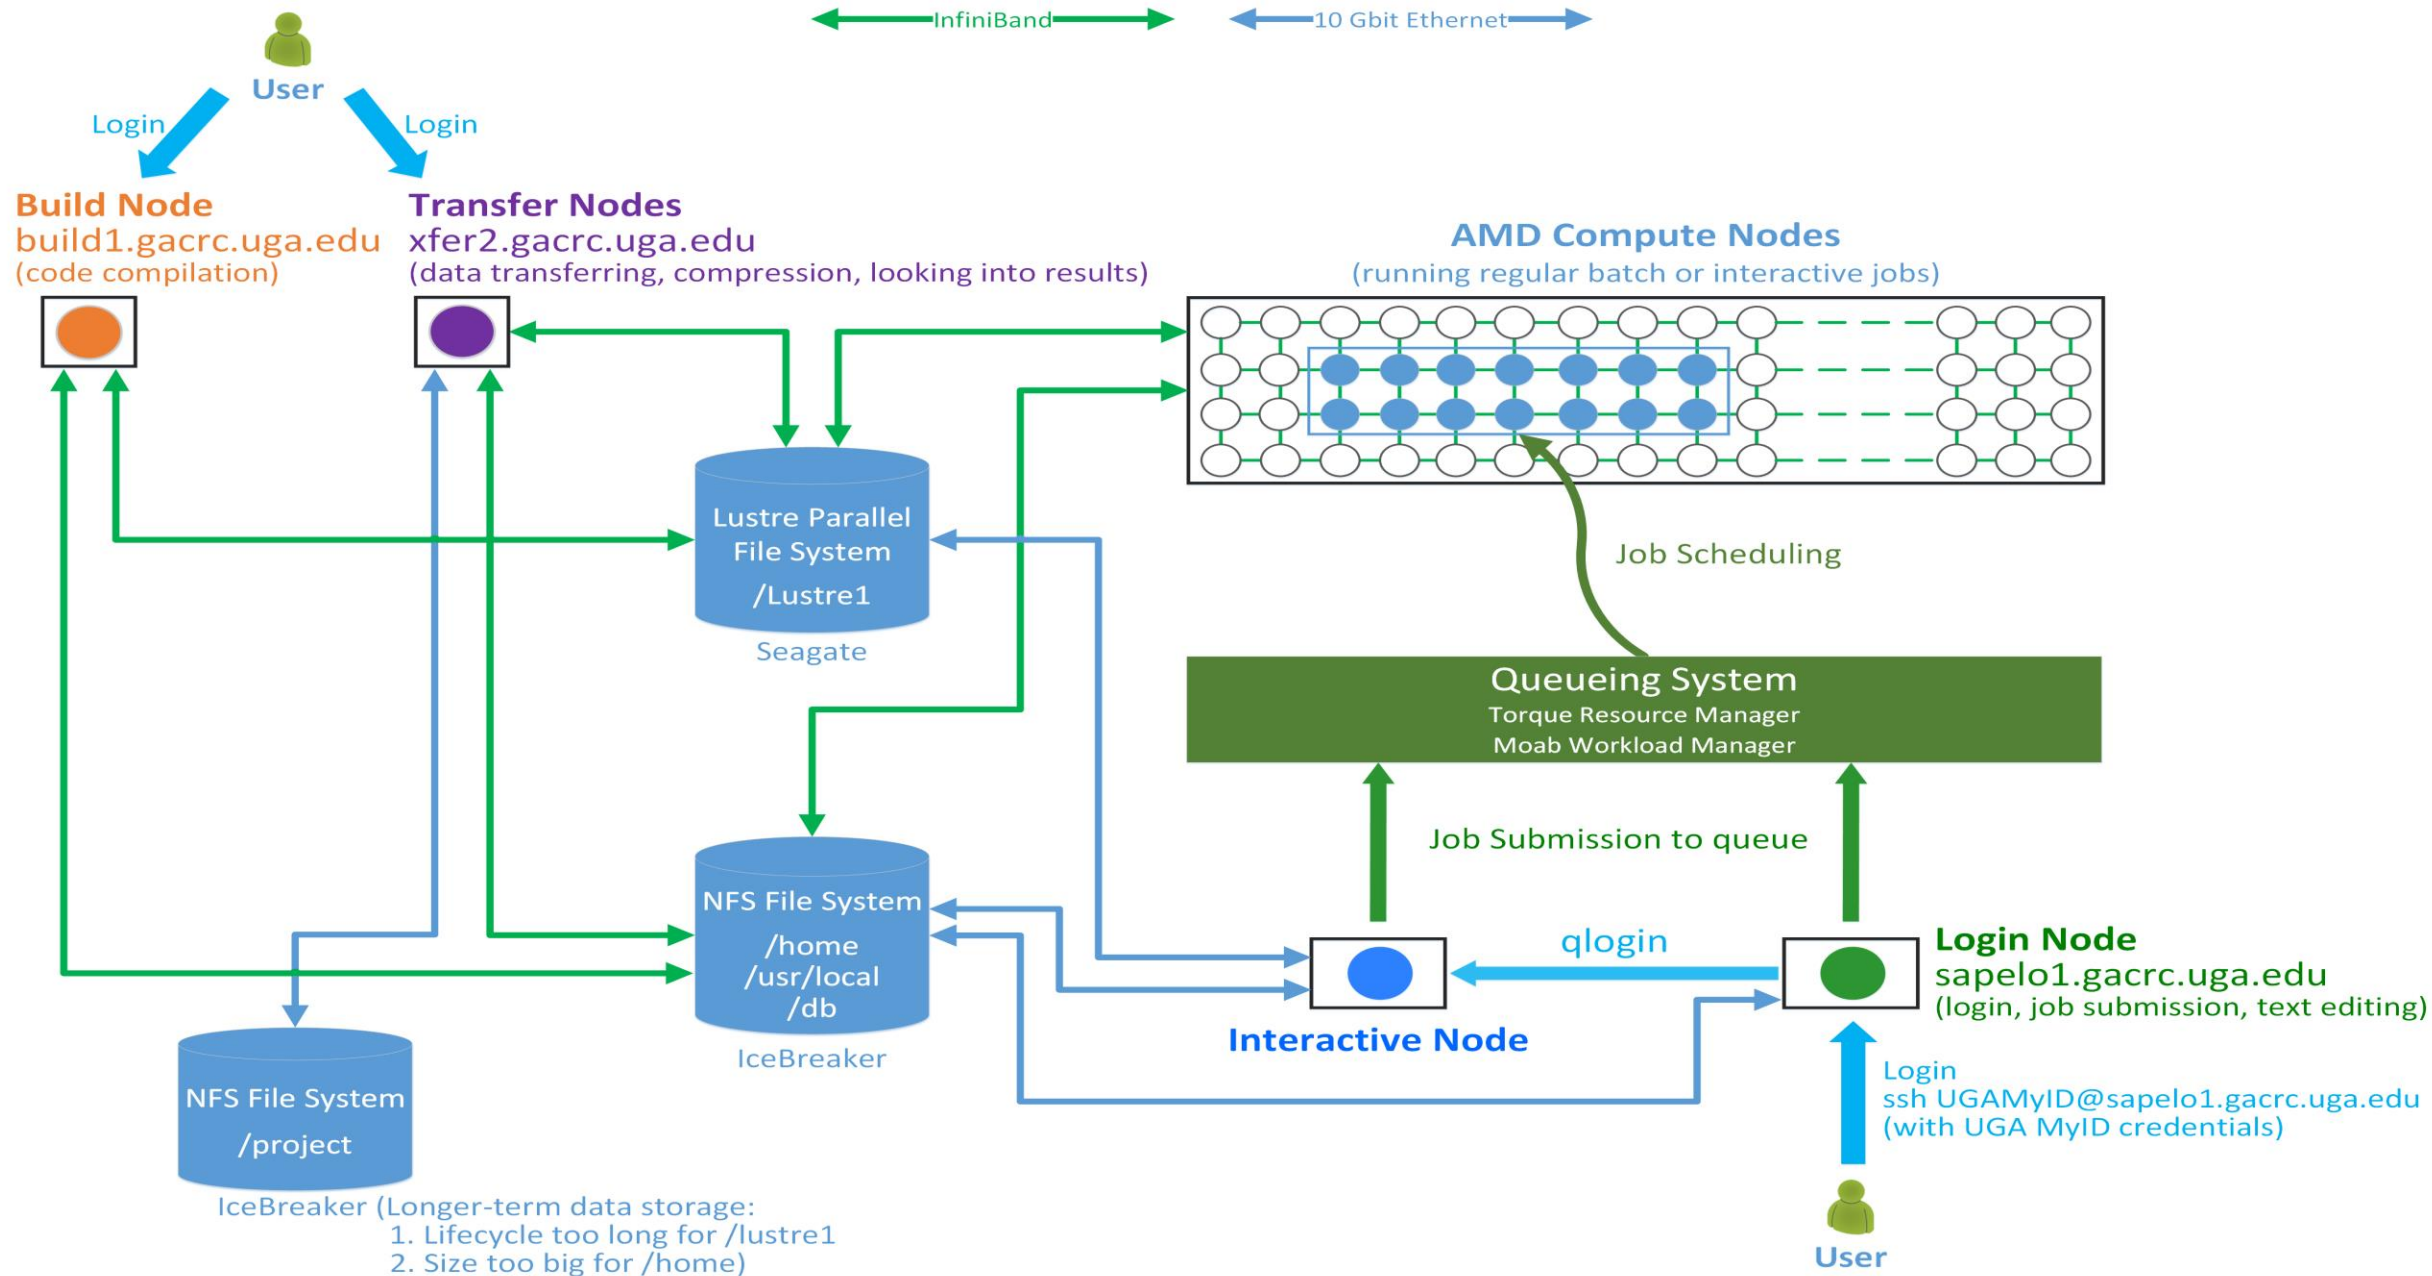 InfiniBand
10 Gbit Ethernet
User
Login
Login
Build Node
build1.gacrc.uga.edu
(code compilation)
Transfer Nodes
xfer2.gacrc.uga.edu
(data transferring, compression, looking into results)
AMD Compute Nodes
(running regular batch or interactive jobs)
Lustre Parallel
File System
/Lustre1
Seagate
Job Scheduling
Queueing System
Torque Resource Manager
Moab Workload Manager
Job Submission to queue
NFS File System
/home
/usr/local
/db
IceBreaker
qlogin
Interactive Node
Login Node
sapelo1.gacrc.uga.edu
(login, job submission, text editing)
Login
ssh UGAMyID@sapelo1.gacrc.uga.edu
(with UGA MyID credentials)
User
NFS File System
/project
IceBreaker (Longer-term data storage:
1. Lifecycle too long for /lustre1
2. Size too big for /home)